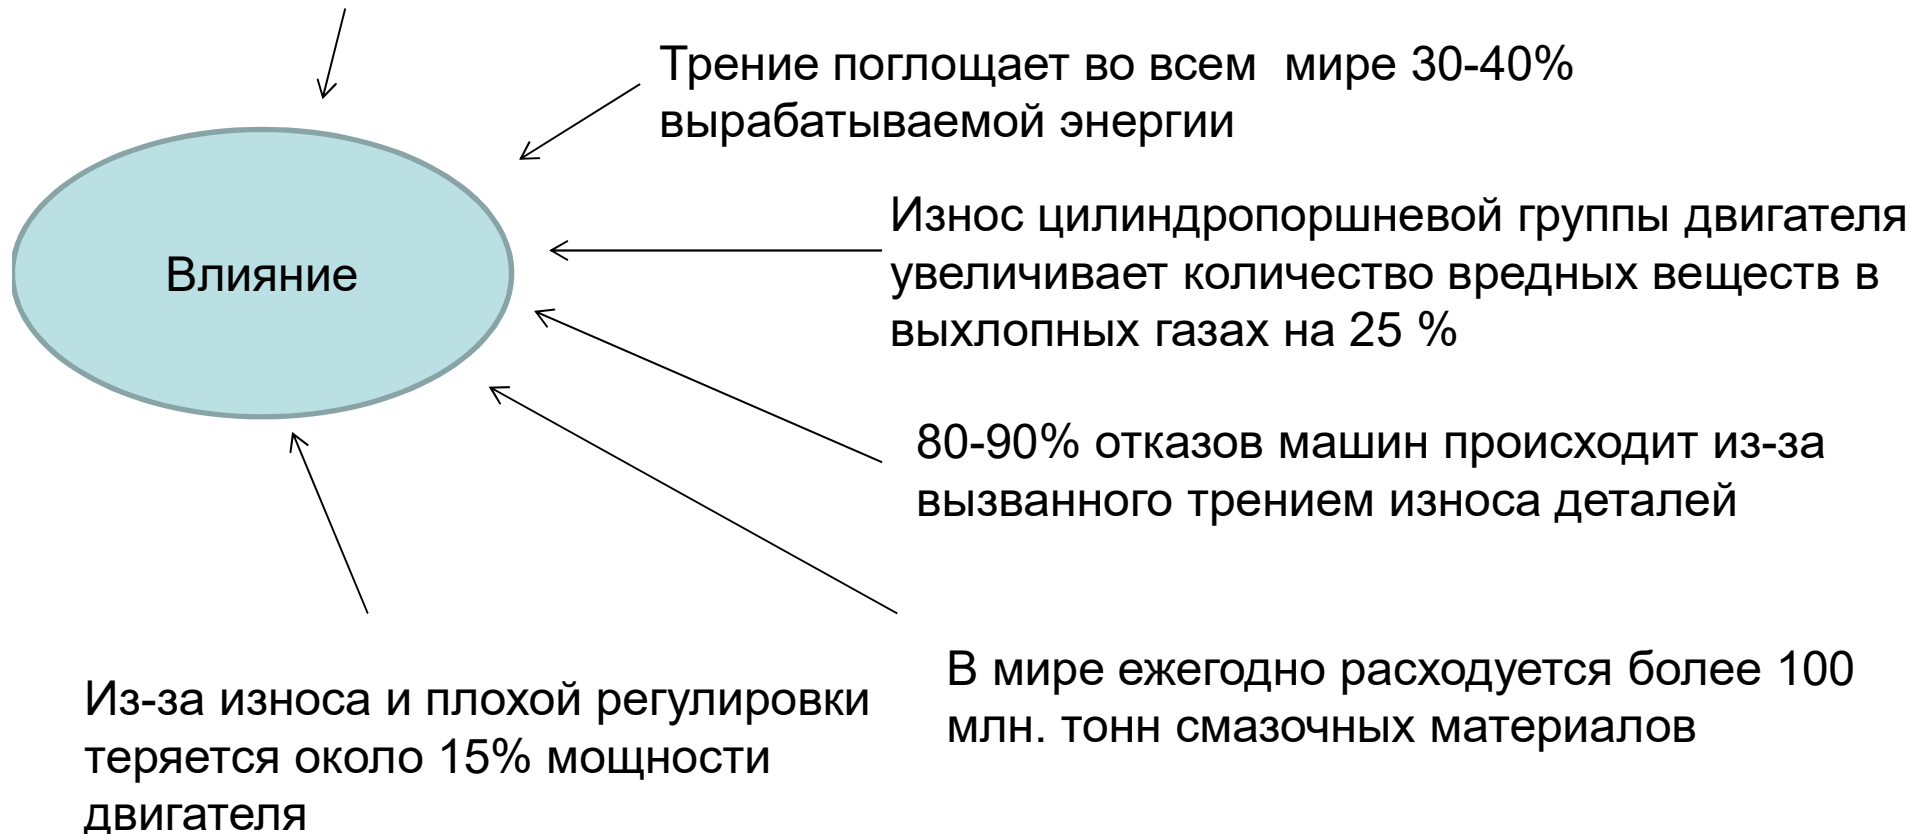 Трение поглощает во всем  мире 30-40%
вырабатываемой энергии
Износ цилиндропоршневой группы двигателя
увеличивает количество вредных веществ в
выхлопных газах на 25 %
Влияние
80-90% отказов машин происходит из-за
вызванного трением износа деталей
В мире ежегодно расходуется более 100
млн. тонн смазочных материалов
Из-за износа и плохой регулировки
теряется около 15% мощности
двигателя